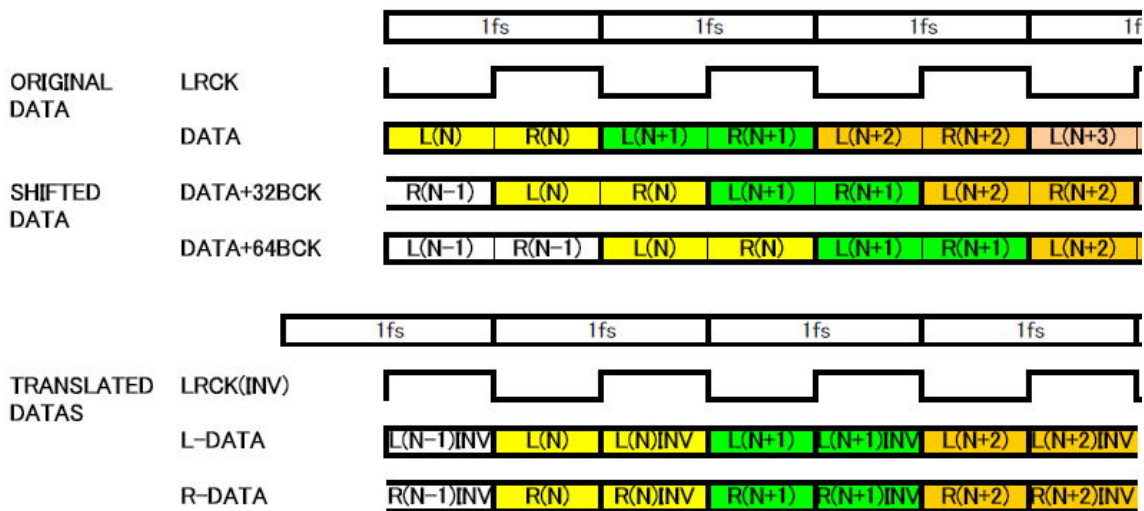 1fs 1fs 1fs 1f
ORIGINAL DATA LRCK
DATA L(N) R(N) L(N+1) R(N+1) L(N+2) R(N+2) L(N+3)
SHIFTED DATA DATA+32BCK R(N-1) L(N) R(N) L(N+1) R(N+1) L(N+2) R(N+2)
DATA+64BCK L(N-1) R(N-1) L(N) R(N) L(N+1) R(N+1) L(N+2)
1fs 1fs 1fs 1fs
TRANSLATED DATAS LRCK(INV)
L-DATA L(N-1)INV L(N) L(N)INV L(N+1) L(N+1)INV L(N+2) L(N+2)INV
R-DATA R(N-1)INV R(N) R(N)INV R(N+1) R(N+1)INV R(N+2) R(N+2)INV